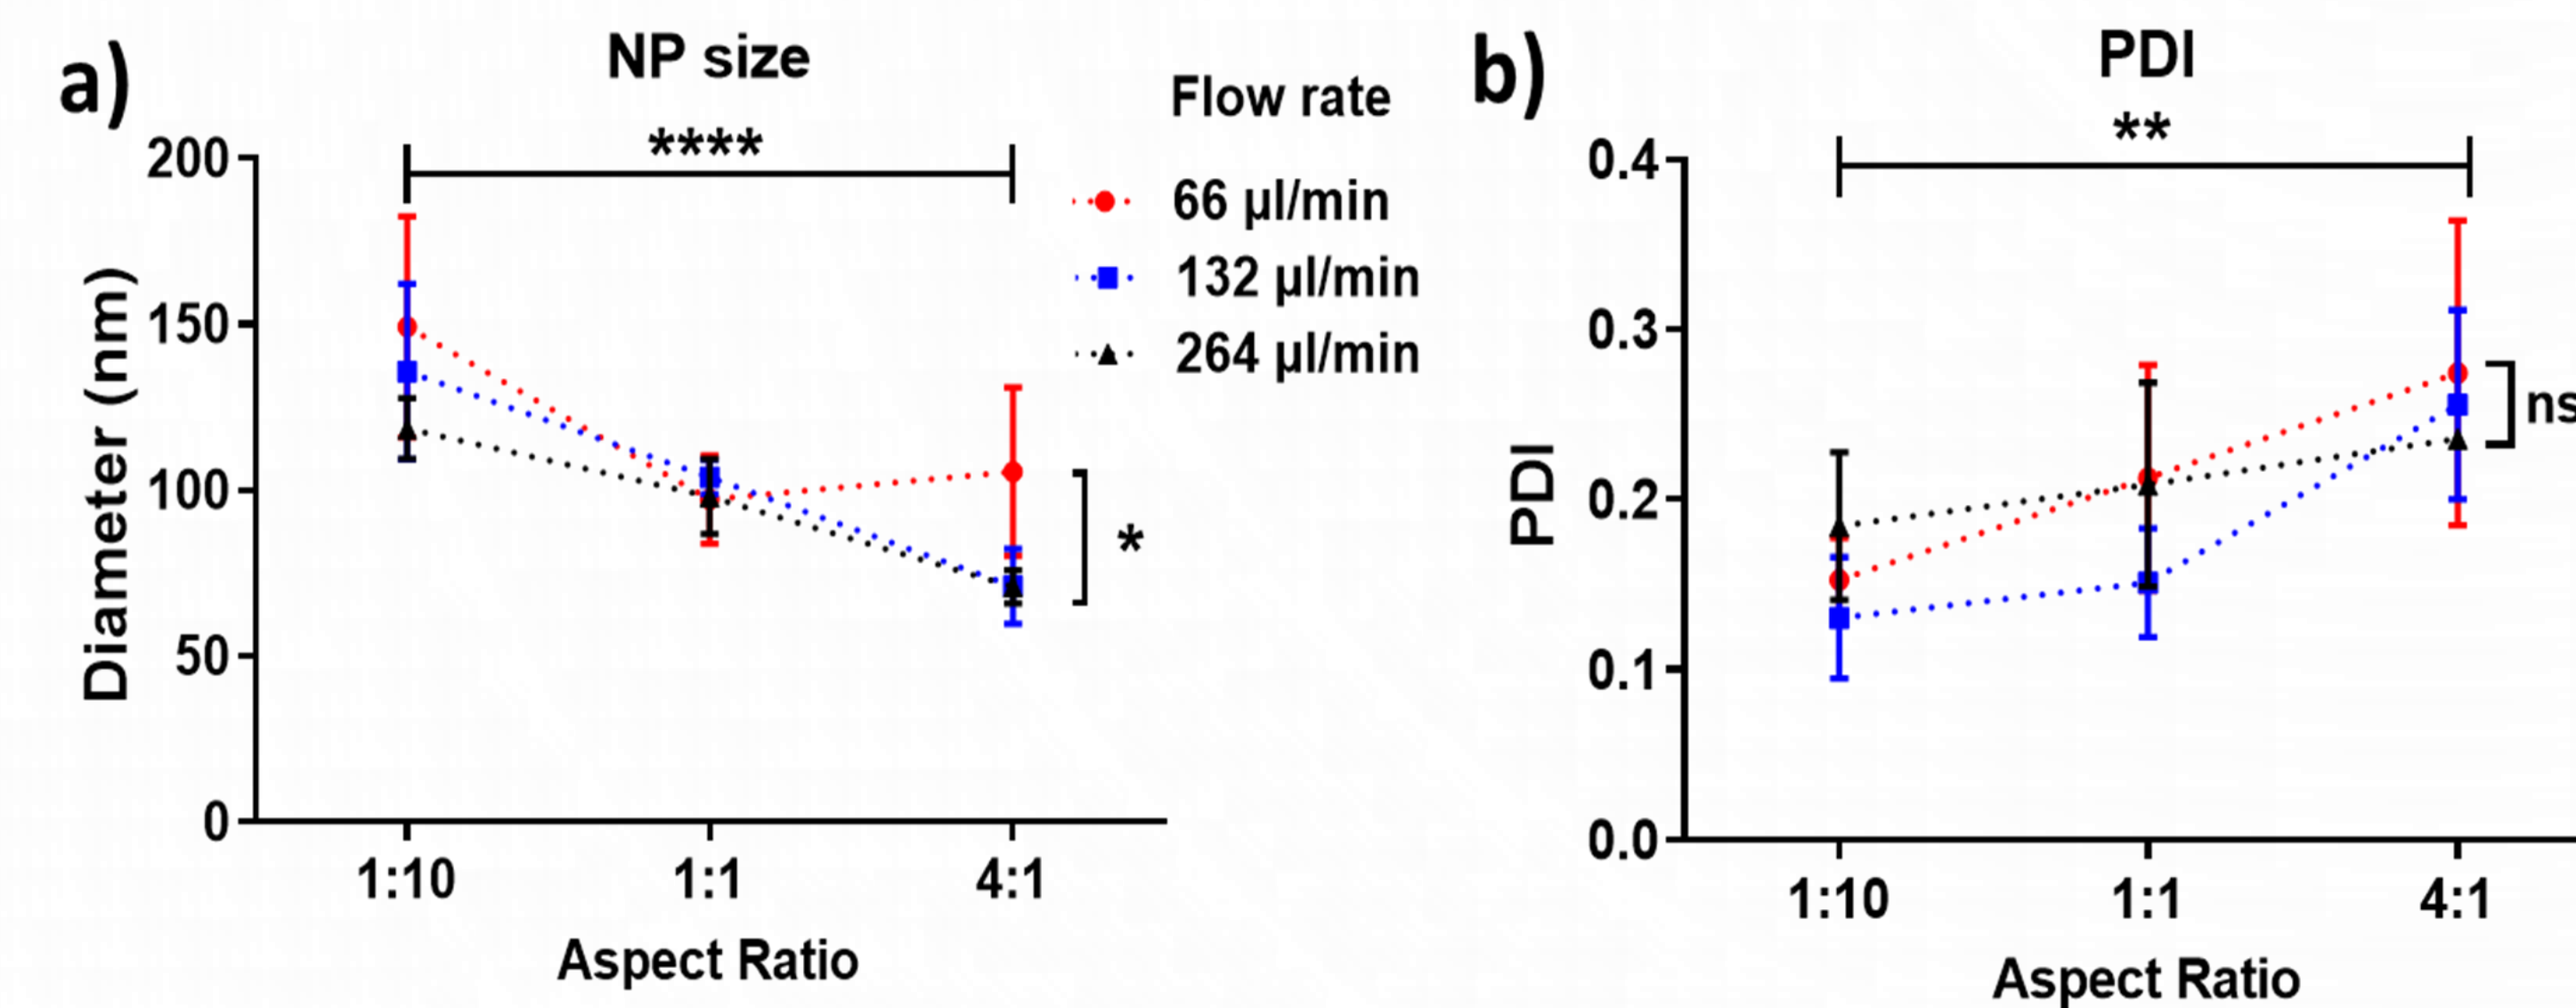 a)
NP size
****
200
150
100
50
0
Diameter (nm)
1:10
1:1
4:1
Aspect Ratio
*
Flow rate
66 µl/min
132 µl/min
264 µl/min
b)
PDI
**
0.4
0.3
0.2
0.1
0.0
PDI
1:10
1:1
4:1
Aspect Ratio
ns